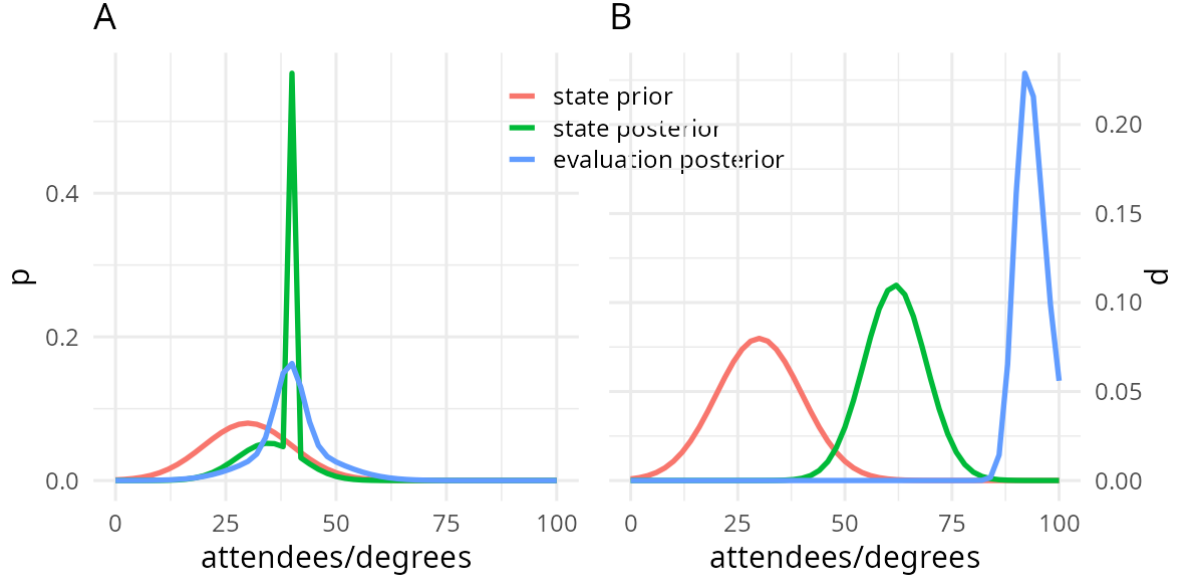 A
B
state prior
state posterior
evaluation posterior
p
0.4
0.2
0.0
0 25 50 75 100
attendees/degrees
0.20
0.15
0.10
0.05
0.00
p
0 25 50 75 100
attendees/degrees